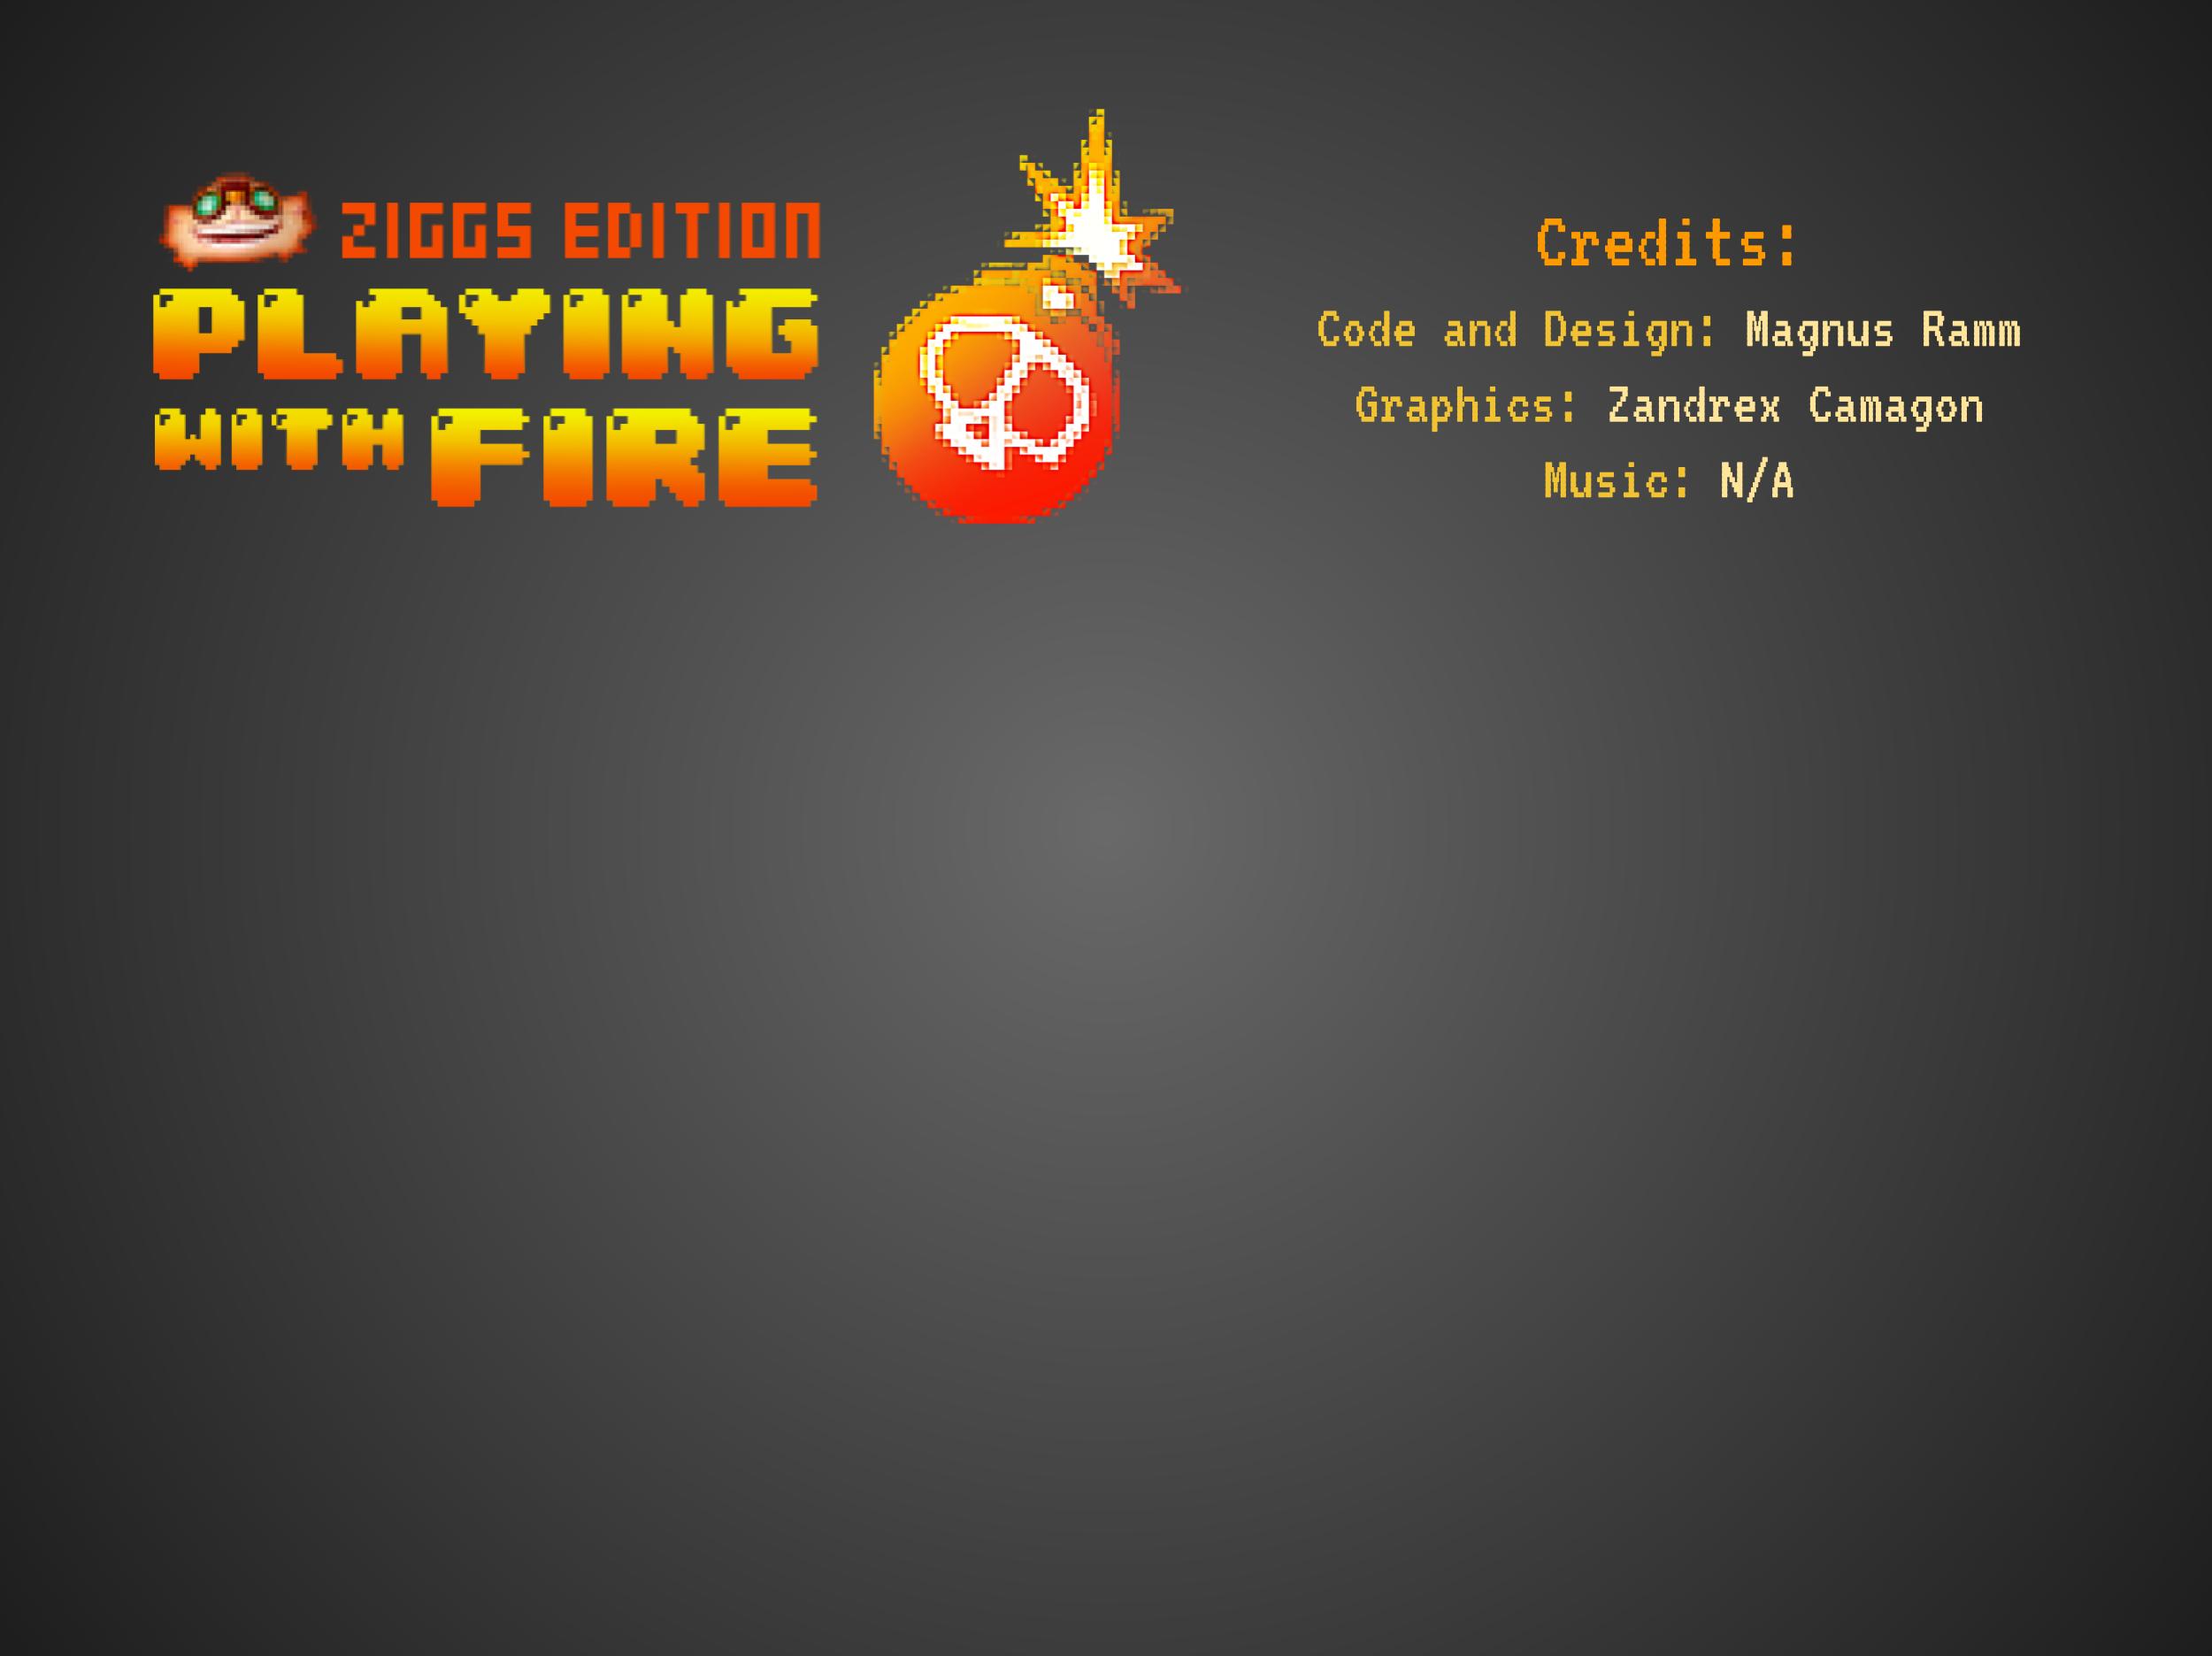 ZIGGS EDITION
PLAYING
WITH FIRE
Credits:
Code and Design: Magnus Ramm
Graphics: Zandrex Camagon
Music: N/A